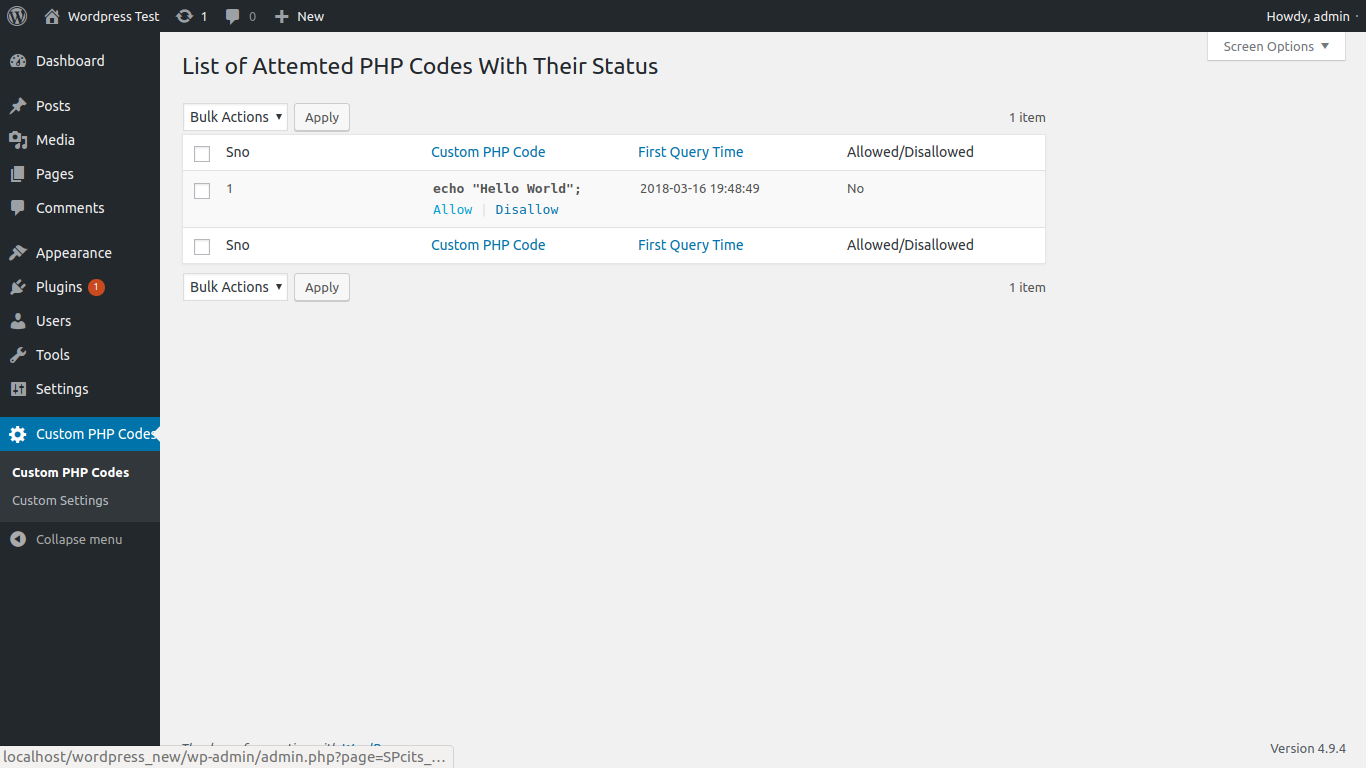 Wordpress Test 1 0 New Howdy, admin
Screen Options ▼
Dashboard
Posts
Media
Pages
Comments
Appearance
Plugins 1
Users
Tools
Settings
Custom PHP Codes
Custom PHP Codes
Custom Settings
Collapse menu
List of Attemted PHP Codes With Their Status
Bulk Actions ▾ Apply 1 item
Sno Custom PHP Code First Query Time Allowed/Disallowed
1 echo "Hello World"; 2018-03-16 19:48:49 No
Allow | Disallow
Sno Custom PHP Code First Query Time Allowed/Disallowed
Bulk Actions ▾ Apply 1 item
Version 4.9.4
localhost/wordpress_new/wp-admin/admin.php?page=SPcits_...